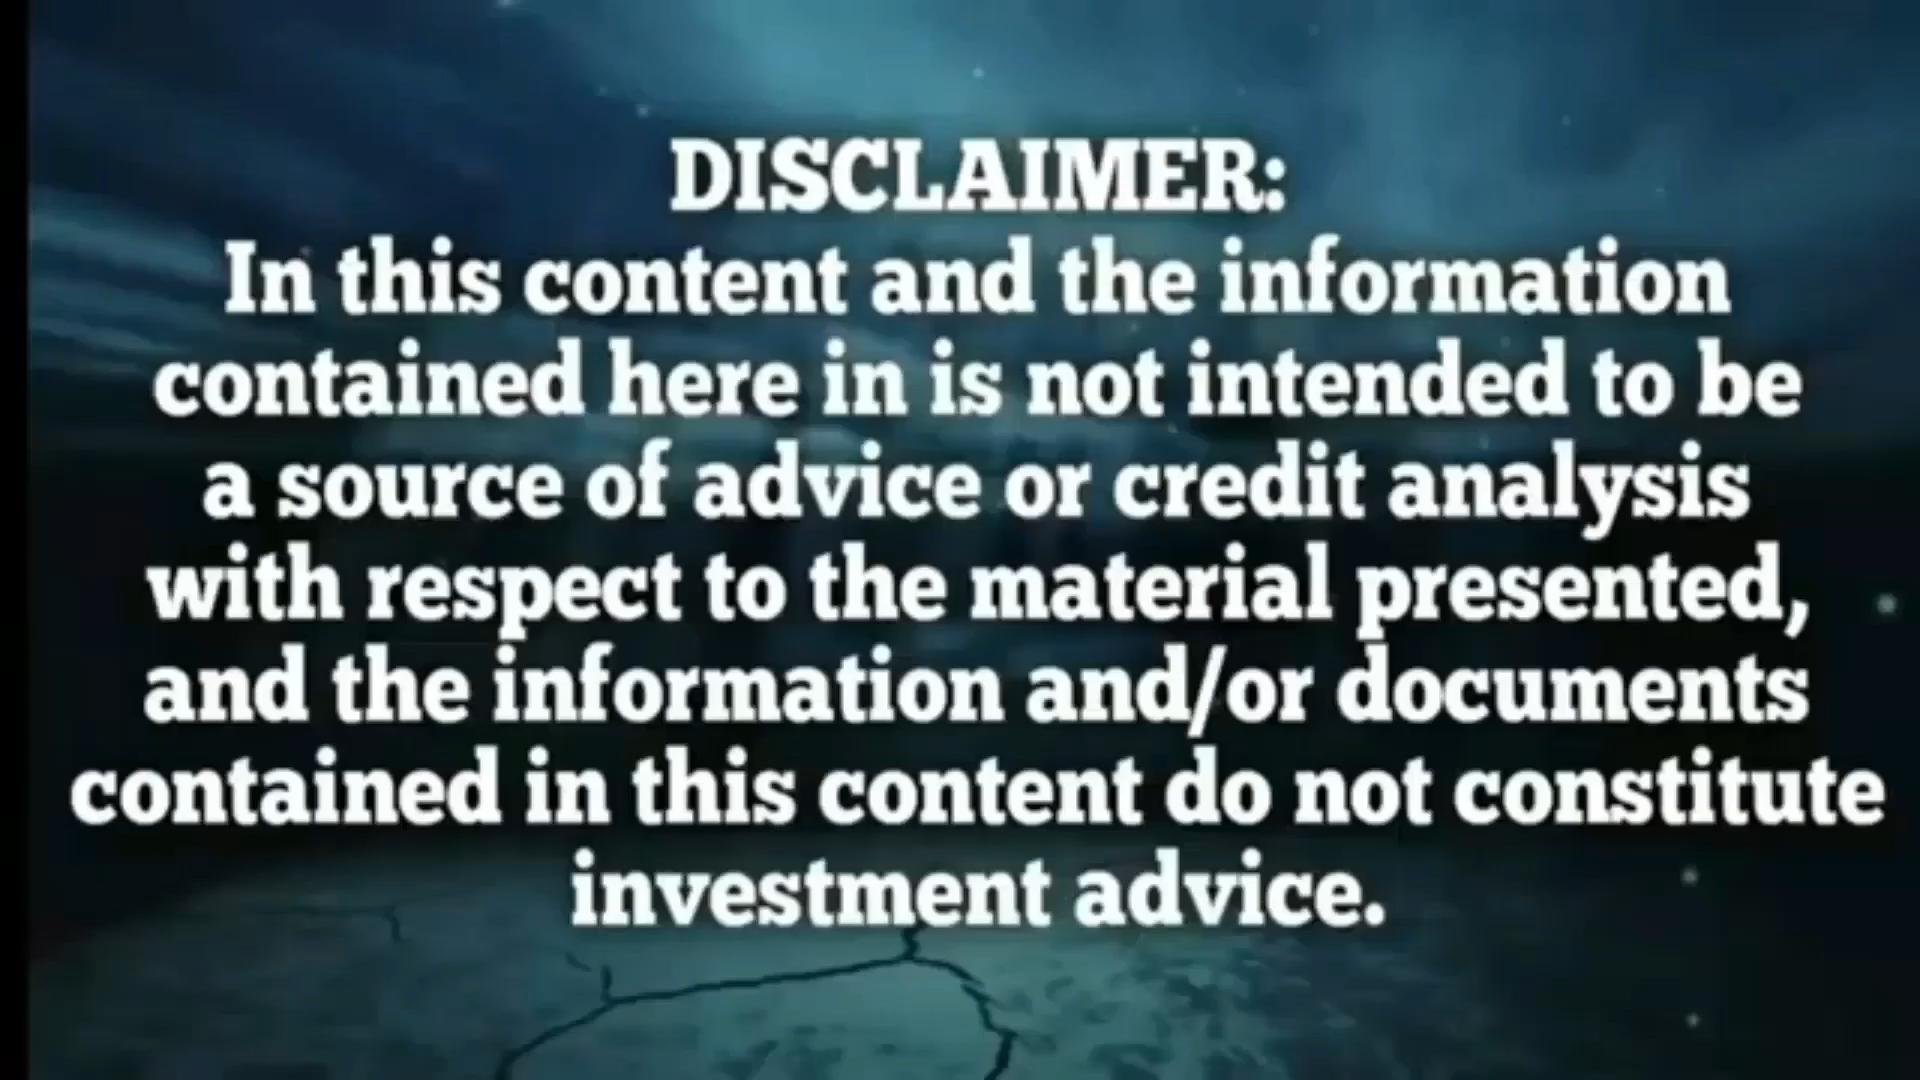 DISCLAIMER:
In this content and the information
contained here in is not intended to be
a source of advice or credit analysis
with respect to the material presented,
and the information and/or documents
contained in this content do not constitute
investment advice.